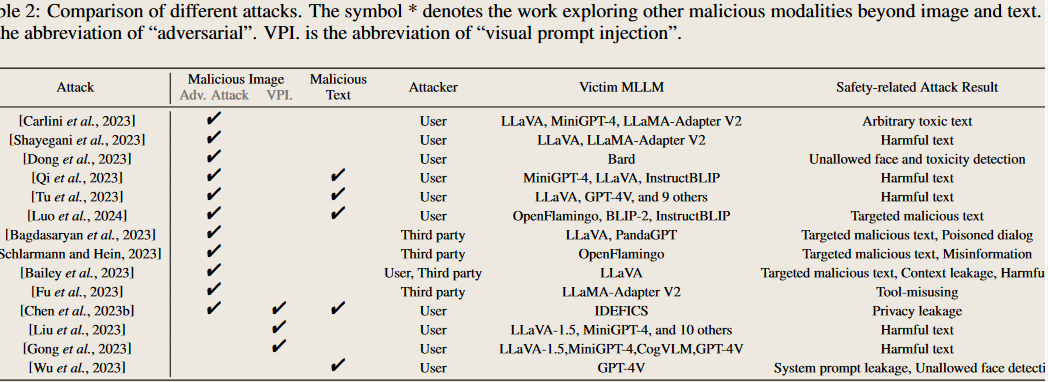 ble 2: Comparison of different attacks. The symbol * denotes the work exploring other malicious modalities beyond image and text.
the abbreviation of “adversarial”. VPI. is the abbreviation of “visual prompt injection”.
Attack Malicious Image Malicious Text Attacker Victim MLLM Safety-related Attack Result
Adv. Attack VPI.
[Carlini et al., 2023] ✔ User LLaVA, MiniGPT-4, LLaMA-Adapter V2 Arbitrary toxic text
[Shayegani et al., 2023] ✔ User LLaVA, LLaMA-Adapter V2 Harmful text
[Dong et al., 2023] ✔ User Bard Unallowed face and toxicity detection
[Qi et al., 2023] ✔ ✔ User MiniGPT-4, LLaVA, InstructBLIP Harmful text
[Tu et al., 2023] ✔ ✔ User LLaVA, GPT-4V, and 9 others Harmful text
[Luo et al., 2024] ✔ ✔ User OpenFlamingo, BLIP-2, InstructBLIP Targeted malicious text
[Bagdasaryan et al., 2023] ✔ Third party LLaVA, PandaGPT Targeted malicious text, Poisoned dialog
Schlarmann and Hein, 2023] ✔ Third party OpenFlamingo Targeted malicious text, Misinformation
[Bailey et al., 2023] ✔ User, Third party LLaVA Targeted malicious text, Context leakage, Harmfu
[Fu et al., 2023] ✔ Third party LLaMA-Adapter V2 Tool-misusing
[Chen et al., 2023b] ✔ ✔ ✔ User IDEFICS Privacy leakage
[Liu et al., 2023] ✔ User LLaVA-1.5, MiniGPT-4, and 10 others Harmful text
[Gong et al., 2023] ✔ User LLaVA-1.5,MiniGPT-4,CogVLM,GPT-4V Harmful text
[Wu et al., 2023] ✔ User GPT-4V System prompt leakage, Unallowed face detecti